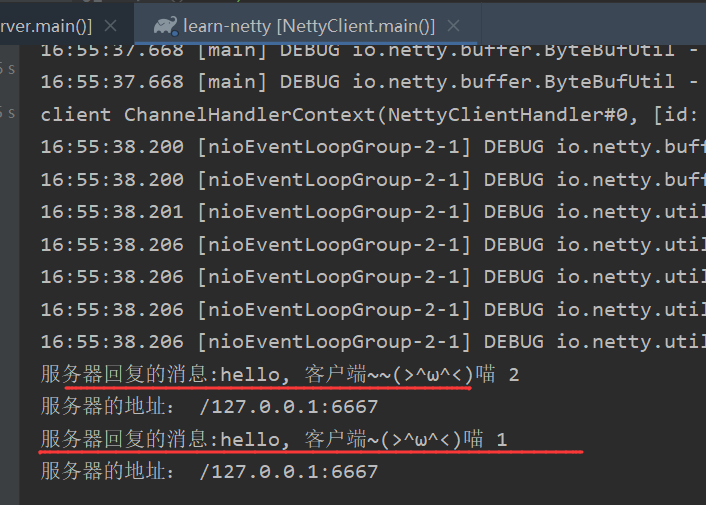 rver.main()] × learn-netty [NettyClient.main()] ×
16:55:37.668 [main] DEBUG io.netty.buffer.ByteBufUtil -
s 16:55:37.668 [main] DEBUG io.netty.buffer.ByteBufUtil -
s client ChannelHandlerContext(NettyClientHandler#0, [id:
16:55:38.200 [nioEventLoopGroup-2-1] DEBUG io.netty.buff
16:55:38.200 [nioEventLoopGroup-2-1] DEBUG io.netty.buff
16:55:38.201 [nioEventLoopGroup-2-1] DEBUG io.netty.util
16:55:38.206 [nioEventLoopGroup-2-1] DEBUG io.netty.util
16:55:38.206 [nioEventLoopGroup-2-1] DEBUG io.netty.util
16:55:38.206 [nioEventLoopGroup-2-1] DEBUG io.netty.util
16:55:38.206 [nioEventLoopGroup-2-1] DEBUG io.netty.util
服务器回复的消息:hello, 客户端~~(>^ω^<)喵 2
服务器的地址： /127.0.0.1:6667
服务器回复的消息:hello, 客户端~(>^ω^<)喵 1
服务器的地址： /127.0.0.1:6667